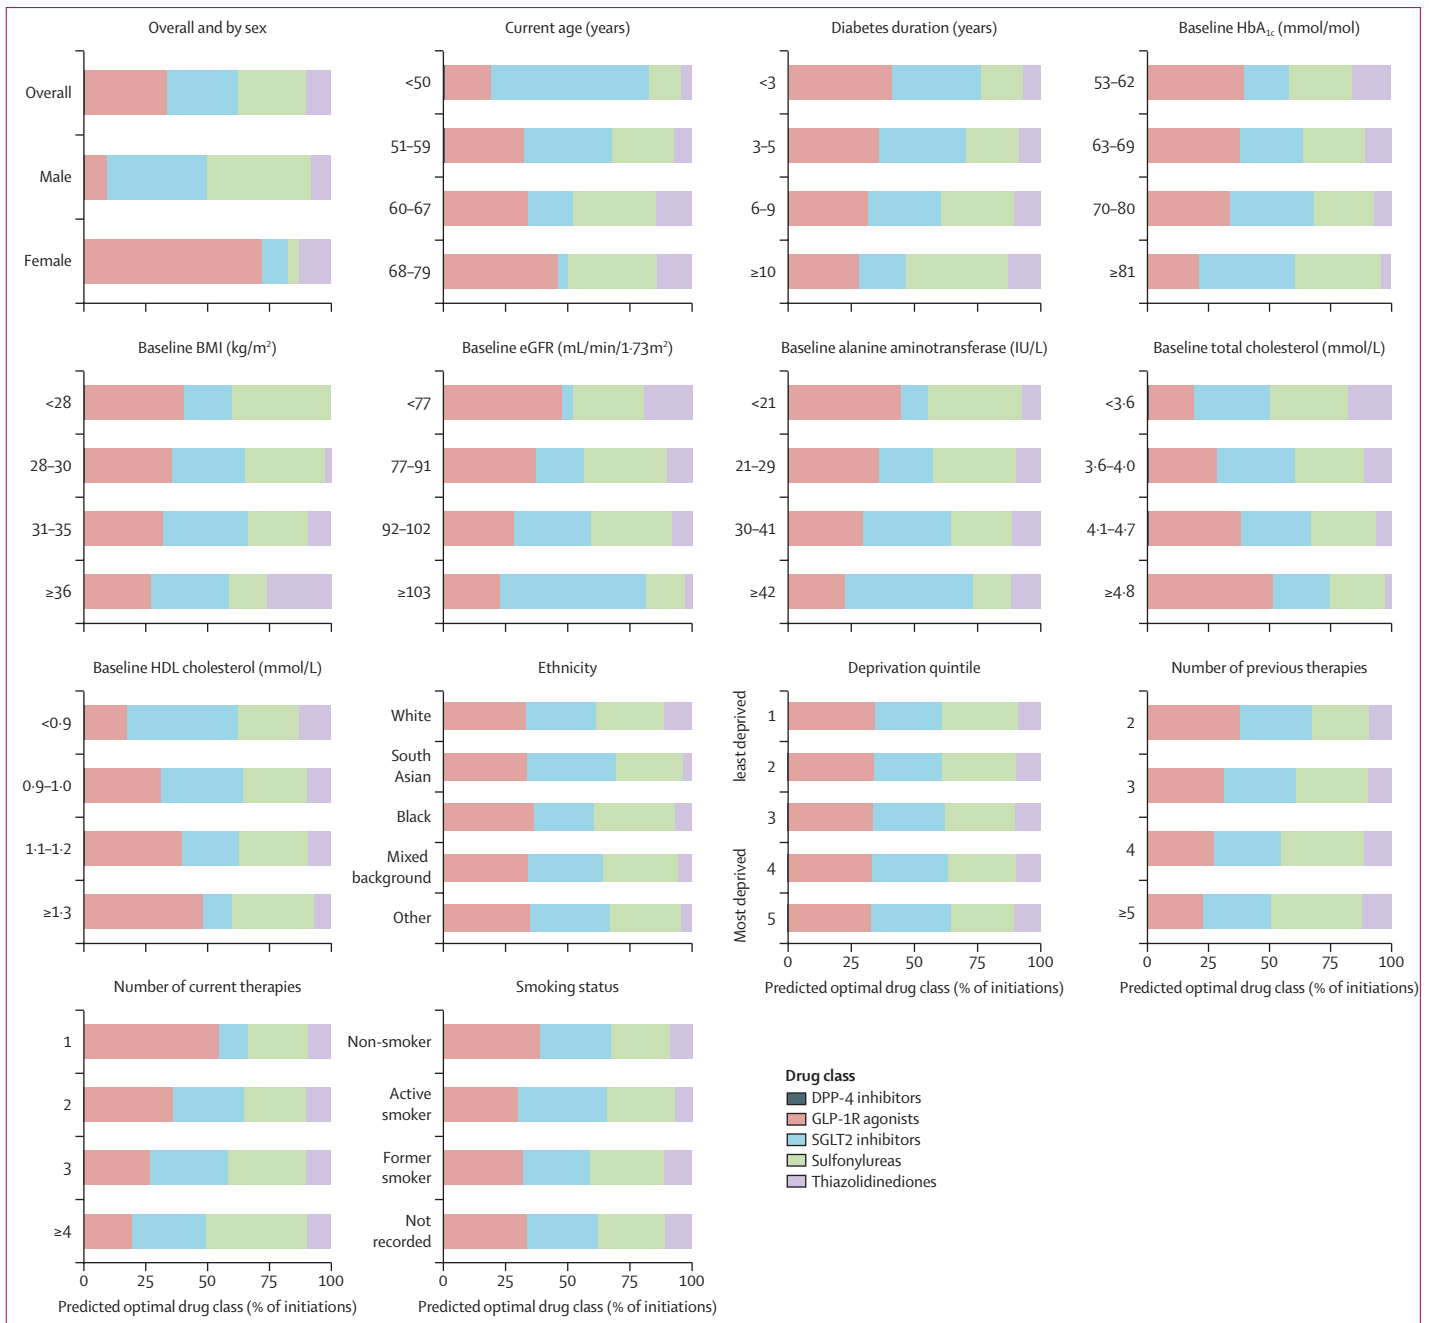 Overall and by sex
Overall
Male
Female
Current age (years)
<50
51–59
60–67
68–79
Diabetes duration (years)
<3
3–5
6–9
≥10
Baseline HbA1c (mmol/mol)
53–62
63–69
70–80
≥81
Baseline BMI (kg/m²)
<28
28–30
31–35
≥36
Baseline eGFR (mL/min/1·73m²)
<77
77–91
92–102
≥103
Baseline alanine aminotransferase (IU/L)
<21
21–29
30–41
≥42
Baseline total cholesterol (mmol/L)
<3·6
3·6–4·0
4·1–4·7
≥4·8
Baseline HDL cholesterol (mmol/L)
<0·9
0·9–1·0
1·1–1·2
≥1·3
Ethnicity
White
South
Asian
Black
Mixed
background
Other
Deprivation quintile
least deprived
Most deprived
1
2
3
4
5
0 25 50 75 100
Predicted optimal drug class (% of initiations)
Number of previous therapies
2
3
4
≥5
0 25 50 75 100
Predicted optimal drug class (% of initiations)
Number of current therapies
1
2
3
≥4
0 25 50 75 100
Predicted optimal drug class (% of initiations)
Smoking status
Non-smoker
Active
smoker
Former
smoker
Not
recorded
0 25 50 75 100
Predicted optimal drug class (% of initiations)
Drug class
DPP-4 inhibitors
GLP-1R agonists
SGLT2 inhibitors
Sulfonylureas
Thiazolidinediones